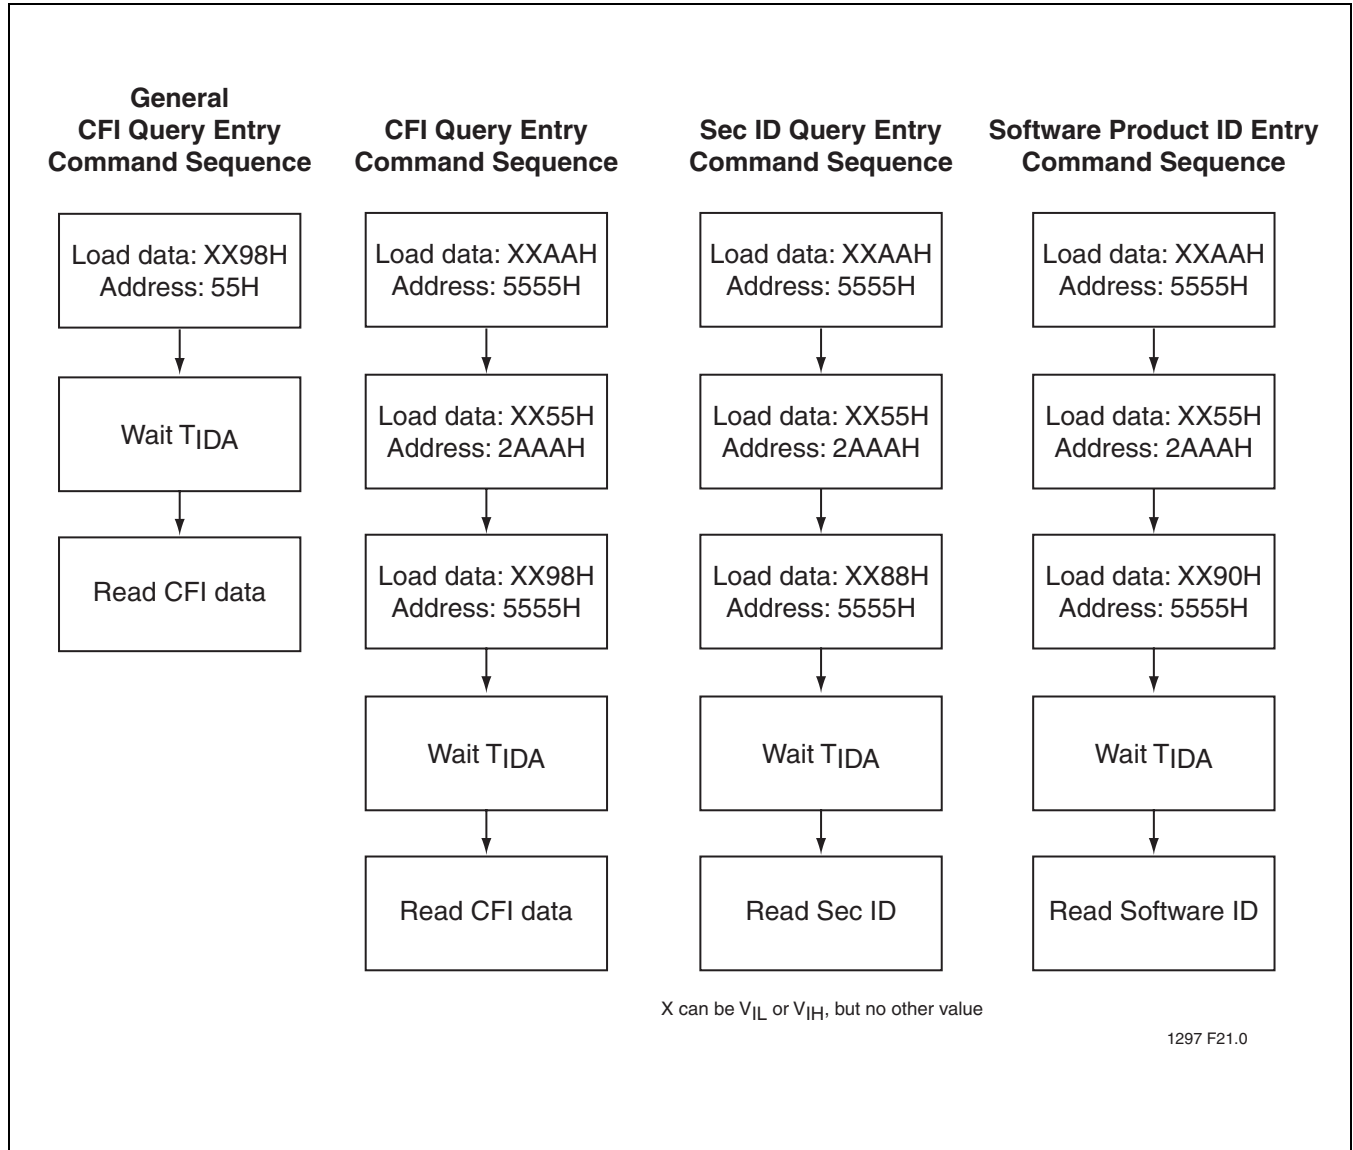 General
CFI Query Entry
Command Sequence
Load data: XX98H
Address: 55H
Wait TIDA
Read CFI data
CFI Query Entry
Command Sequence
Load data: XXAAH
Address: 5555H
Load data: XX55H
Address: 2AAAH
Load data: XX98H
Address: 5555H
Wait TIDA
Read CFI data
Sec ID Query Entry
Command Sequence
Load data: XXAAH
Address: 5555H
Load data: XX55H
Address: 2AAAH
Load data: XX88H
Address: 5555H
Wait TIDA
Read Sec ID
Software Product ID Entry
Command Sequence
Load data: XXAAH
Address: 5555H
Load data: XX55H
Address: 2AAAH
Load data: XX90H
Address: 5555H
Wait TIDA
Read Software ID
X can be VIL or VIH, but no other value
1297 F21.0